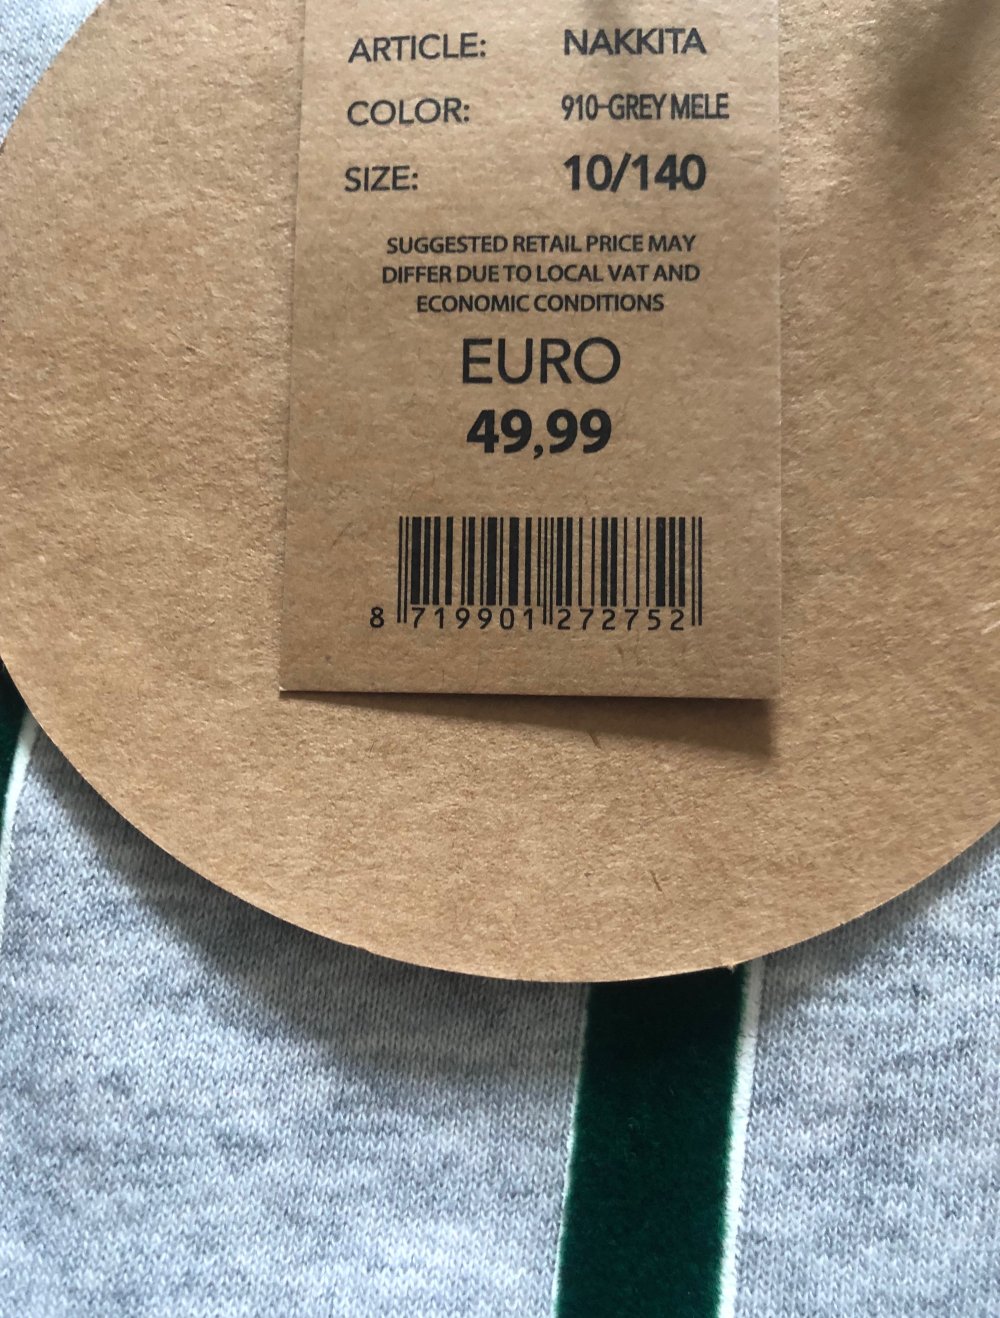 ARTICLE: NAKKITA
COLOR: 910-GREY MELE
SIZE: 10/140
SUGGESTED RETAIL PRICE MAY
DIFFER DUE TO LOCAL VAT AND
ECONOMIC CONDITIONS
EURO
49,99
8 719901 272752